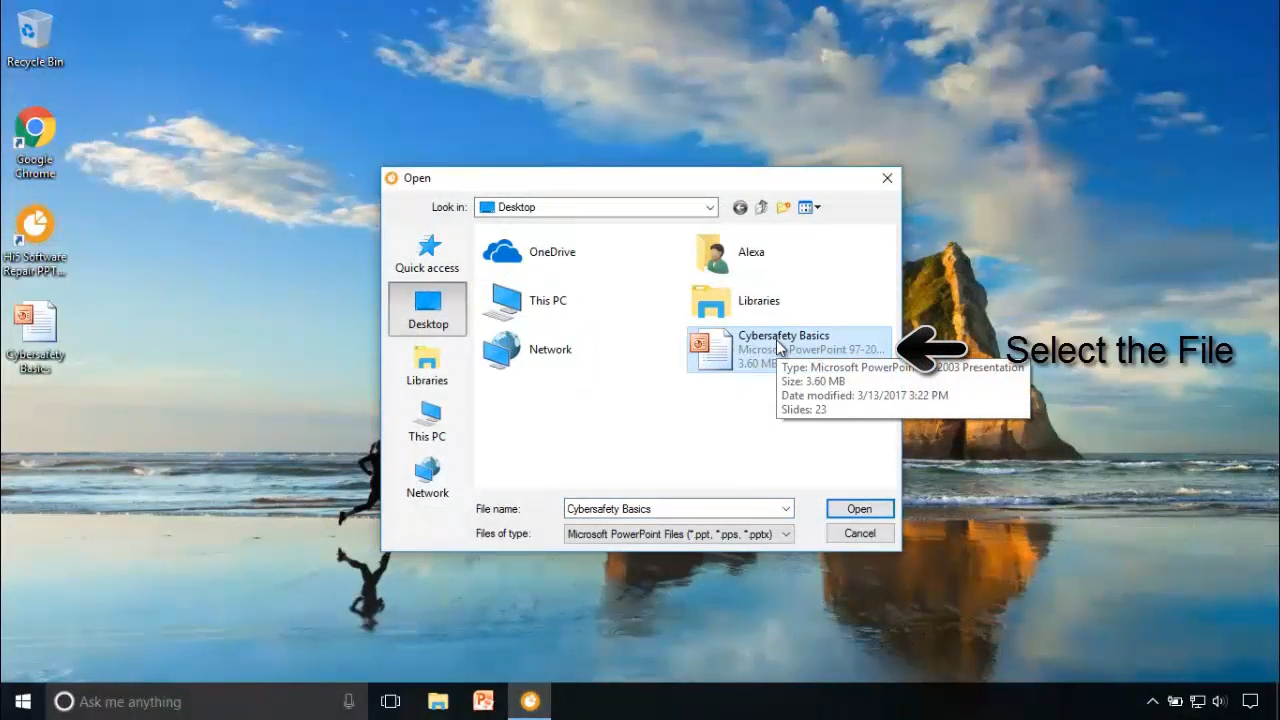 Recycle Bin
Google
Chrome
HJS Software
Repair PPT...
Cybersafety
Basics
Open
Look in:
Desktop
Quick access
Desktop
Libraries
This PC
Network
OneDrive
Alexa
This PC
Libraries
Network
Cybersafety Basics
Microsoft PowerPoint 97-20...
3.60 MB
Type: Microsoft PowerPoint 2003 Presentation
Size: 3.60 MB
Date modified: 3/13/2017 3:22 PM
Slides: 23
Select the File
File name:
Cybersafety Basics
Open
Files of type:
Microsoft PowerPoint Files (*.ppt, *.pps, *.pptx)
Cancel
Ask me anything